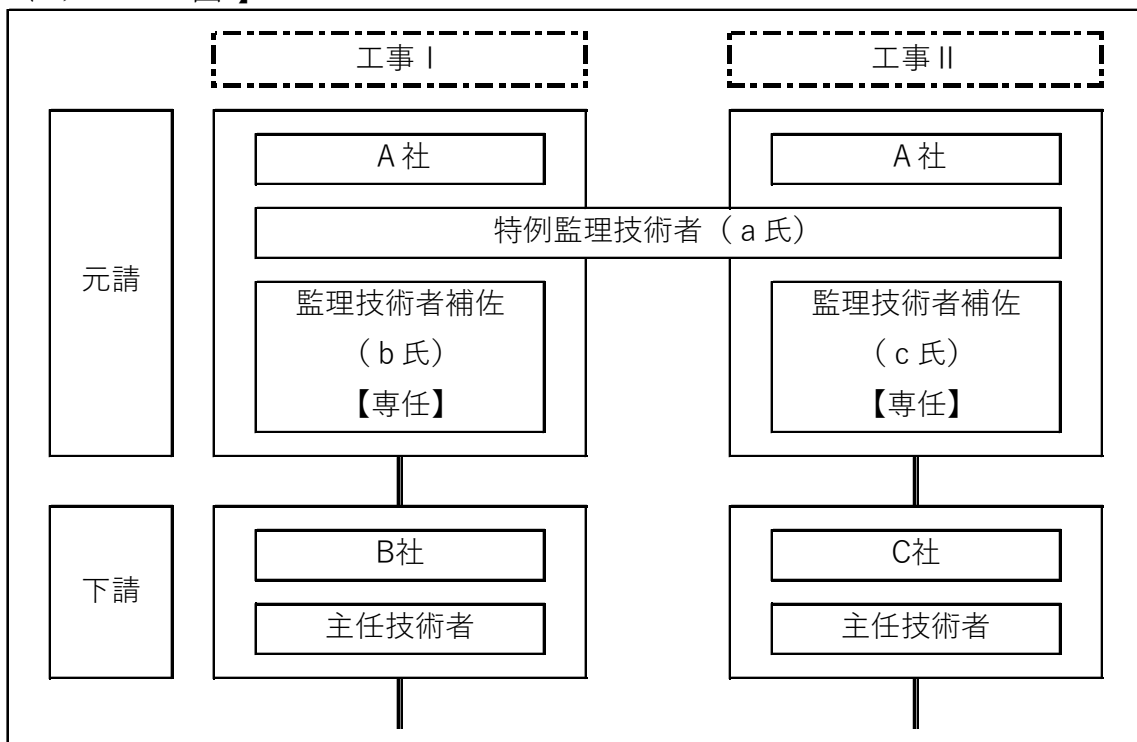 工事Ⅰ
工事Ⅱ
元請
A社
A社
特例監理技術者（a氏）
監理技術者補佐
（b氏）
【専任】
監理技術者補佐
（c氏）
【専任】
下請
B社
主任技術者
C社
主任技術者